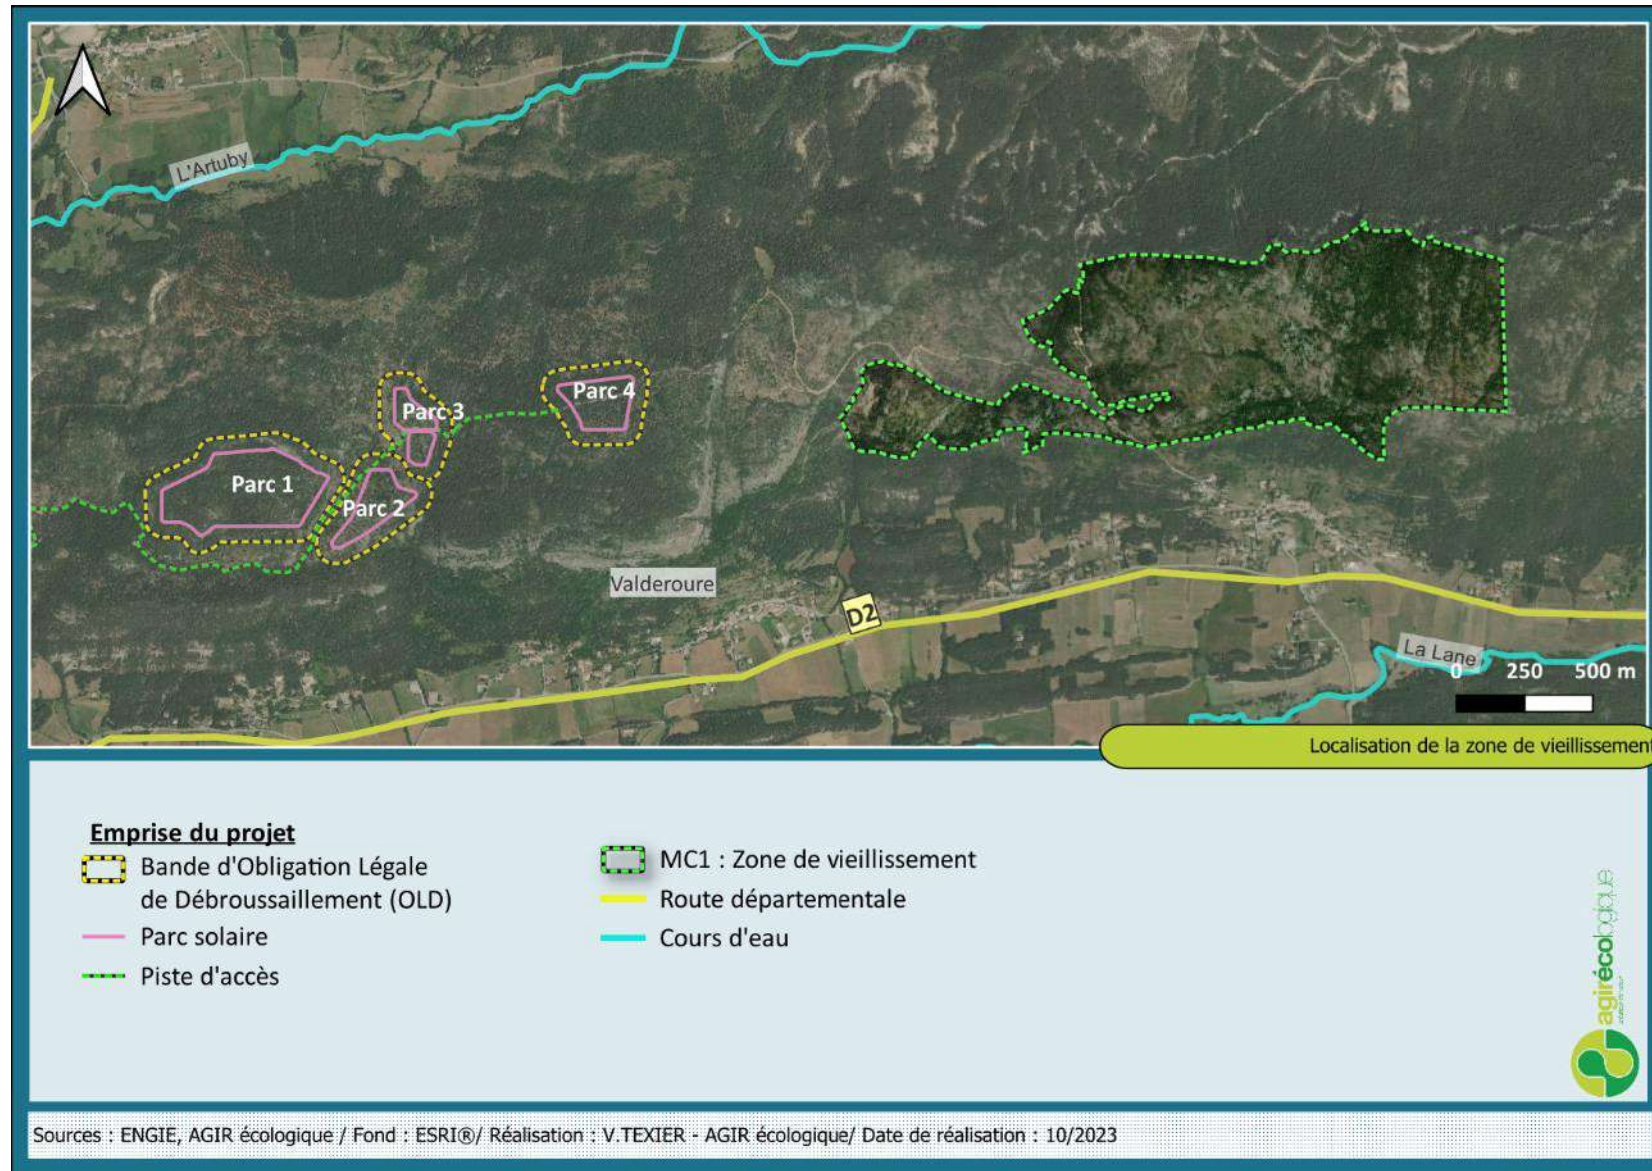 L'Artuby
Parc 4
Parc 3
Parc 1
Parc 2
Valderoure
D2
La Lane
0 250 500 m
Localisation de la zone de vieillissement
Emprise du projet
Bande d'Obligation Légale
de Débroussaillement (OLD)
Parc solaire
Piste d'accès
MC1 : Zone de vieillissement
Route départementale
Cours d'eau
agirécologique
Sources : ENGIE, AGIR écologique / Fond : ESRI®/ Réalisation : V.TEXIER - AGIR écologique/ Date de réalisation : 10/2023